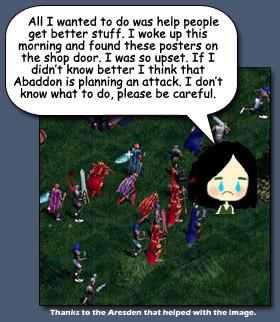 All I wanted to do was help people
get better stuff. I woke up this
morning and found these posters on
the shop door. I was so upset. If
I didn't know better I think that
Abaddon is planning an attack. I don't
know what to do, please be careful.
Thanks to the Aresden that helped with the image.